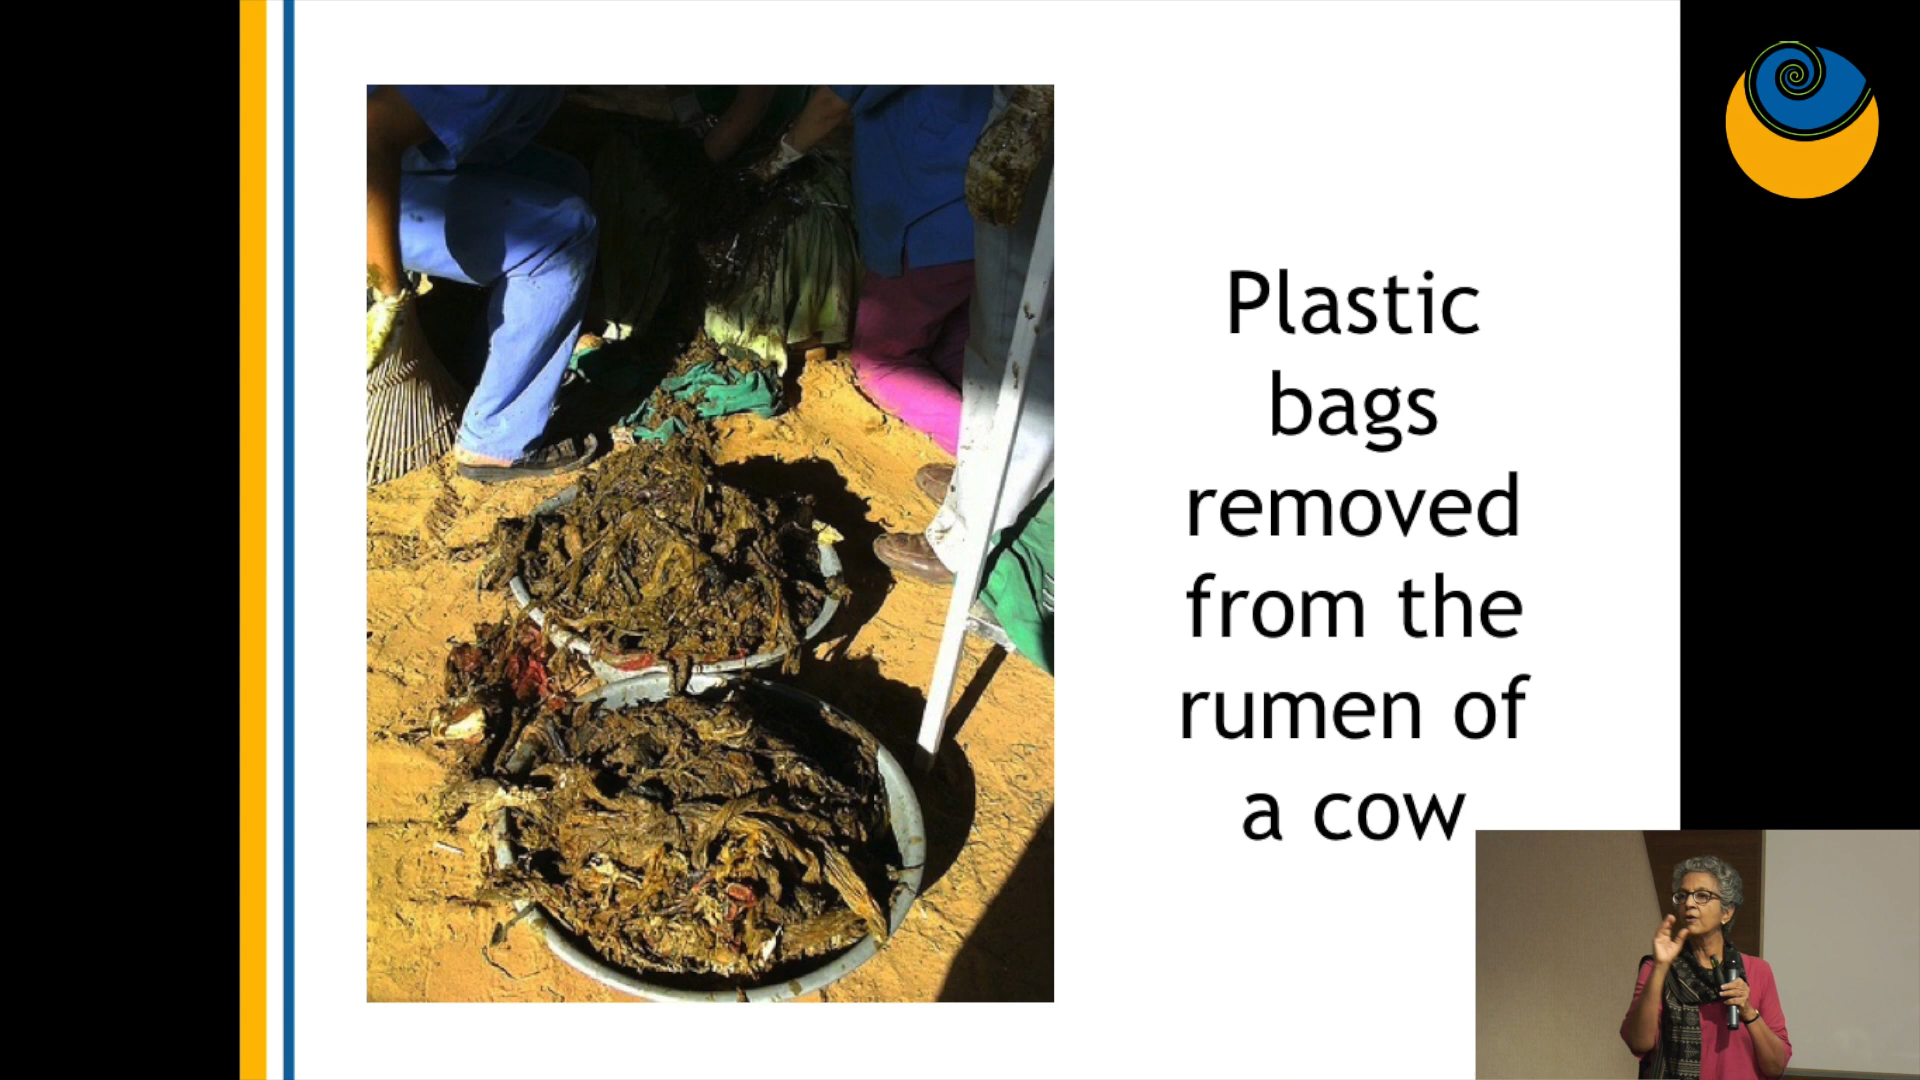 Plastic
bags
removed
from the
rumen of
a cow